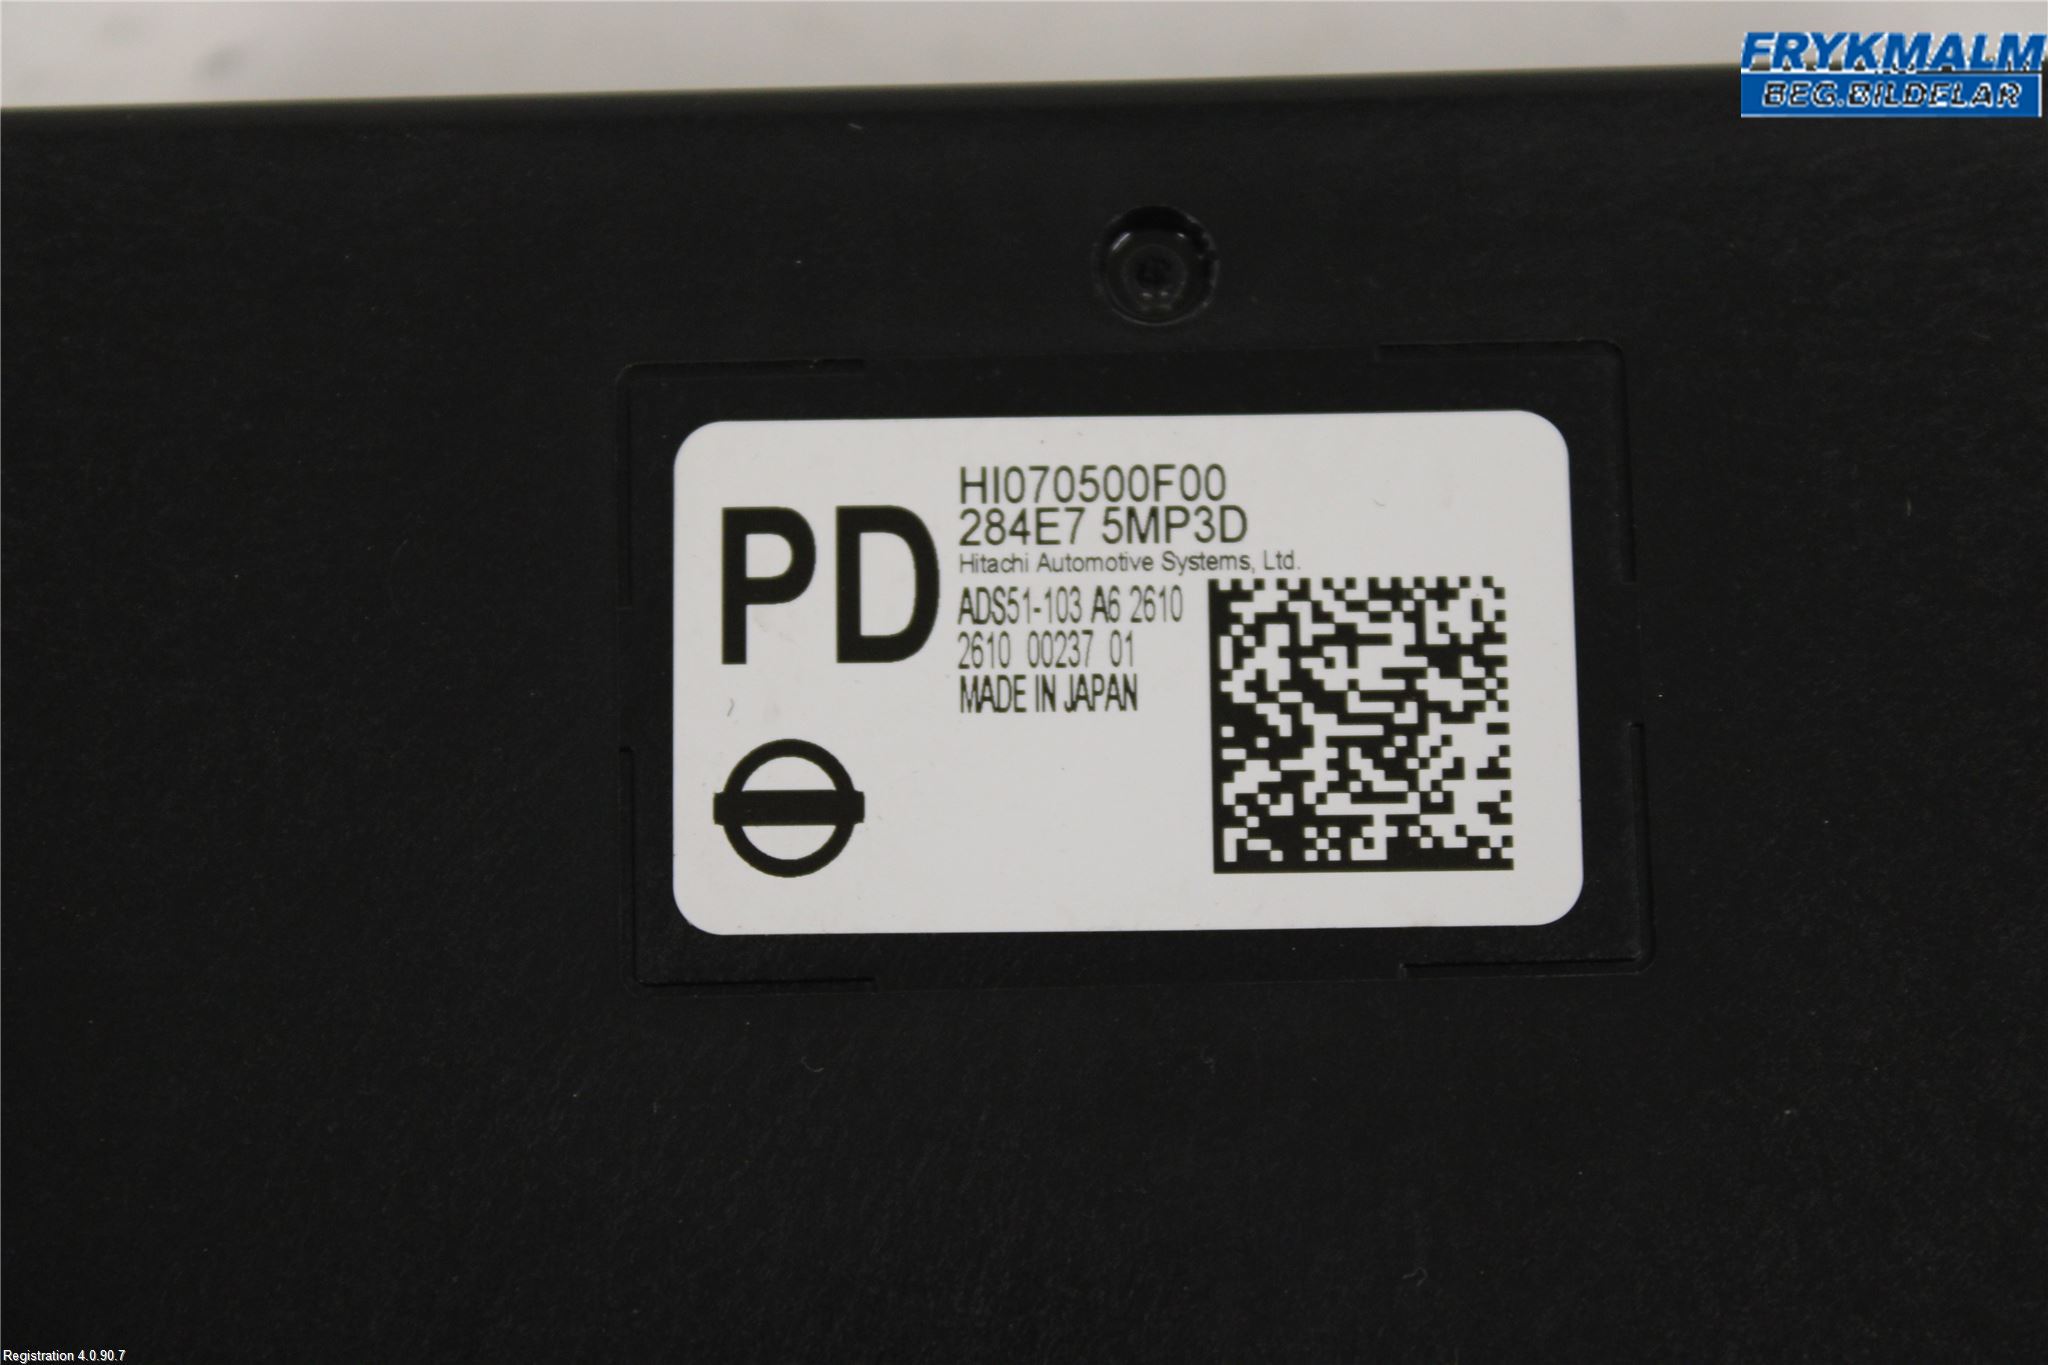 FRYKMALM
BEG.BILDELAR
PD
HI070500F00
284E7 5MP3D
Hitachi Automotive Systems, Ltd.
ADS51-103 A6 2610
2610 00237 01
MADE IN JAPAN
Registration 4.0.90.7